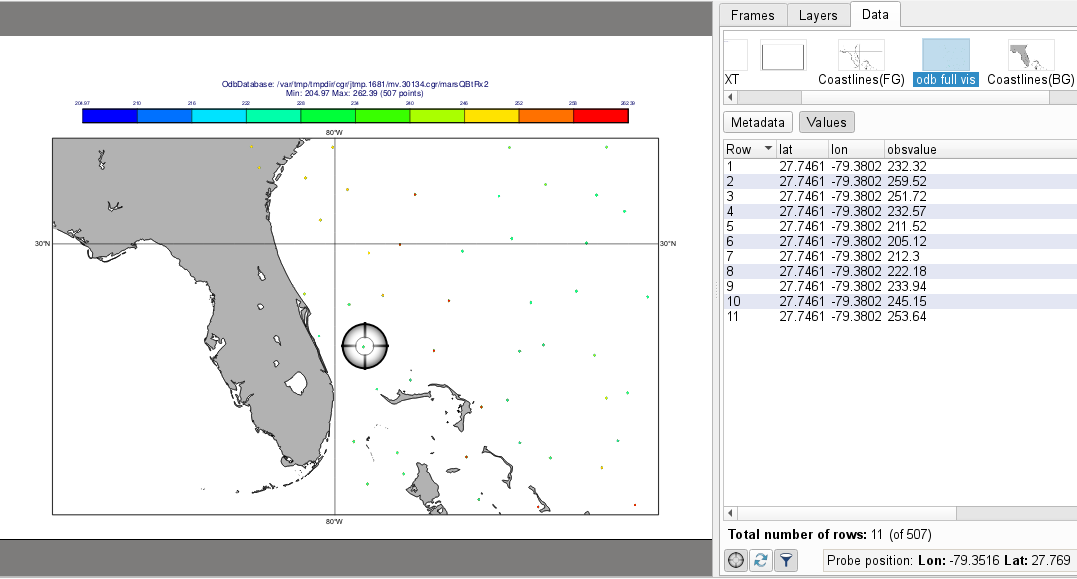 OdbDatabase: /var/tmp/tmpdir/cgr/jtmp.1681/mv.30134.cgr/marsQBtRx2
Min: 204.97 Max: 262.39 (507 points)
204.97 210 216 222 228 234 240 246 252 258 262.39
80°W
30°N 30°N
80°W
Frames Layers Data
XT Coastlines(FG) odb full vis Coastlines(BG)
Metadata Values
Row lat lon obsvalue
1 27.7461 -79.3802 232.32
2 27.7461 -79.3802 259.52
3 27.7461 -79.3802 251.72
4 27.7461 -79.3802 232.57
5 27.7461 -79.3802 211.52
6 27.7461 -79.3802 205.12
7 27.7461 -79.3802 212.3
8 27.7461 -79.3802 222.18
9 27.7461 -79.3802 233.94
10 27.7461 -79.3802 245.15
11 27.7461 -79.3802 253.64
Total number of rows: 11 (of 507)
Probe position: Lon: -79.3516 Lat: 27.769